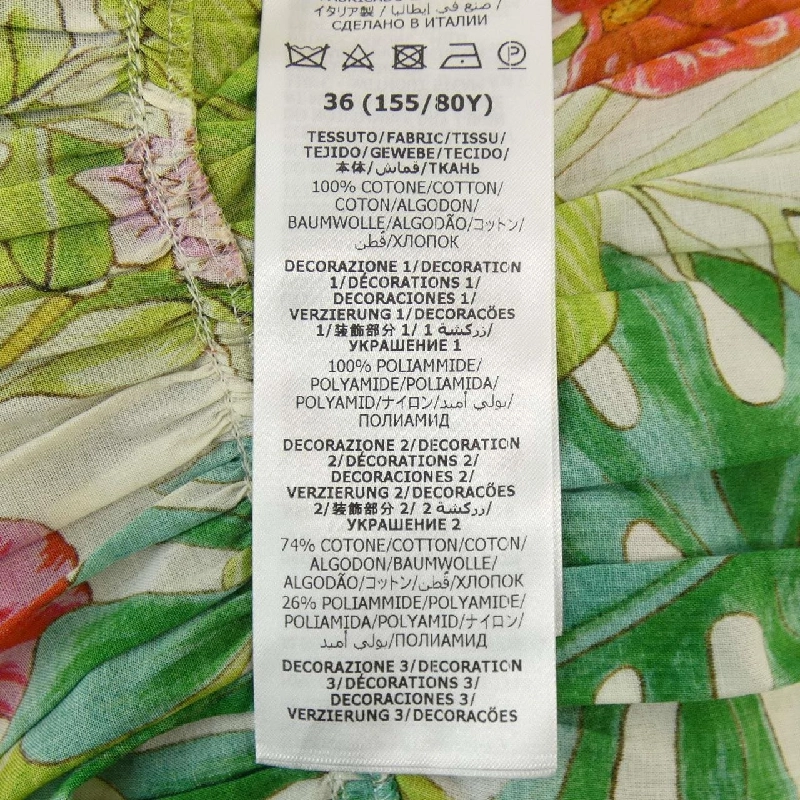 イタリア製 / صنع في إيطاليا /
СДЕЛАНО В ИТАЛИИ
P
36 (155/80Y)
TESSUTO/FABRIC/TISSU/
TEJIDO/GEWEBE/TECIDO/
本体/قماش/ТКАНЬ
100% COTONE/COTTON/
COTON/ALGODON/
BAUMWOLLE/ALGODÃO/コットン/
قطن/ХЛОПОК
DECORAZIONE 1/DECORATION
1/DÉCORATIONS 1/
DECORACIONES 1/
VERZIERUNG 1/DECORACÕES
1/装飾部分 1/ زركشة 1/
УКРАШЕНИЕ 1
100% POLIAMMIDE/
POLYAMIDE/POLIAMIDA/
POLYAMID/ナイロン/بولي أميد/
ПОЛИАМИД
DECORAZIONE 2/DECORATION
2/DÉCORATIONS 2/
DECORACIONES 2/
VERZIERUNG 2/DECORACÕES
2/装飾部分 2/ زركشة 2/
УКРАШЕНИЕ 2
74% COTONE/COTTON/COTON/
ALGODON/BAUMWOLLE/
ALGODÃO/コットン/قطن/ХЛОПОК
26% POLIAMMIDE/POLYAMIDE/
POLIAMIDA/POLYAMID/ナイロン/
بولي أميد/ПОЛИАМИД
DECORAZIONE 3/DECORATION
3/DÉCORATIONS 3/
DECORACIONES 3/
VERZIERUNG 3/DECORACÕES